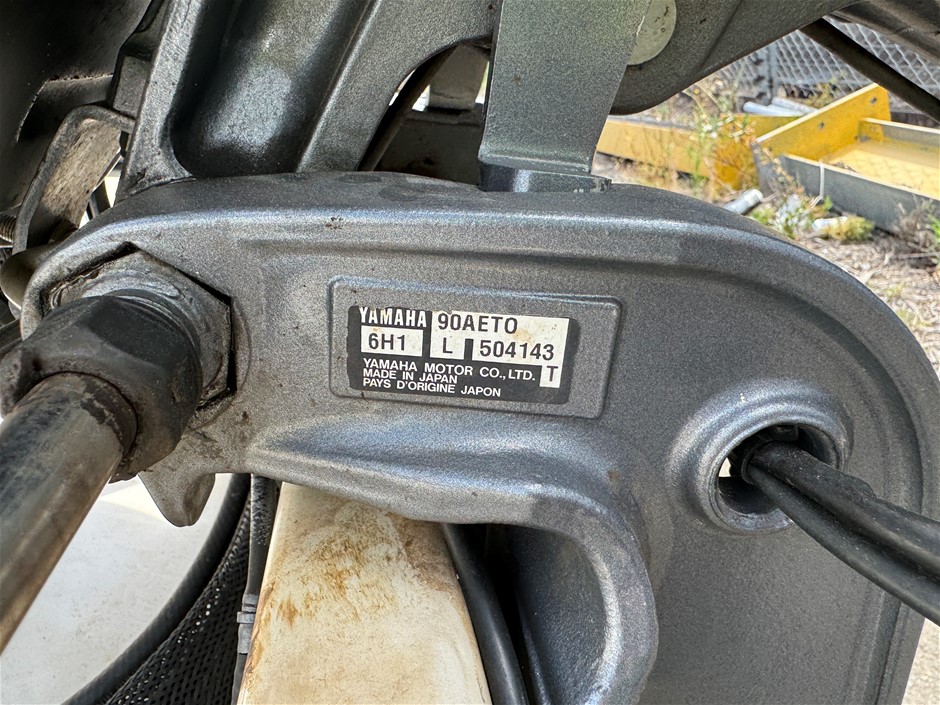 YAMAHA 90AETO
6H1 L 504143
YAMAHA MOTOR CO., LTD. T
MADE IN JAPAN
PAYS D'ORIGINE JAPON